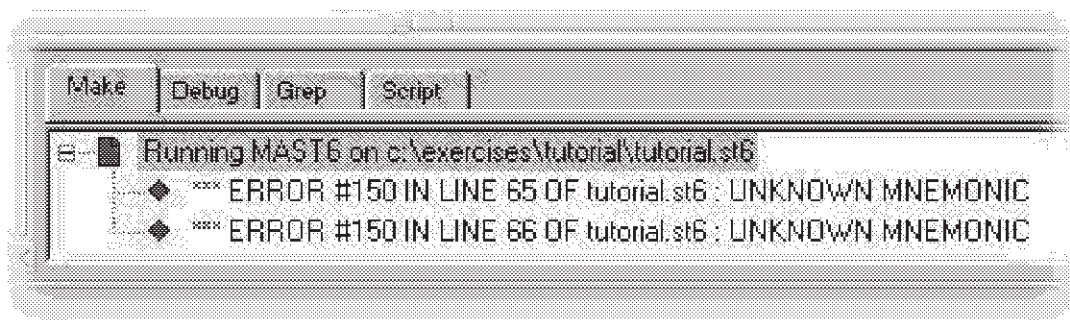 Make Debug Grep Script
Running MAST6 on c:\exercises\tutorial\tutorial.st6
*** ERROR #150 IN LINE 65 OF tutorial.st6 : UNKNOWN MNEMONIC
*** ERROR #150 IN LINE 66 OF tutorial.st6 : UNKNOWN MNEMONIC